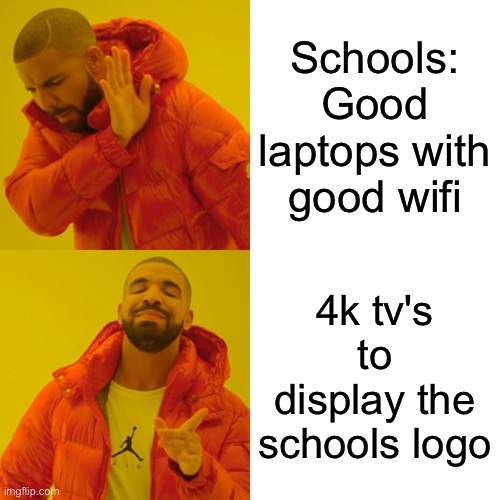 Schools:
Good
laptops with
good wifi
4k tv's
to
display the
schools logo
imgflip.com